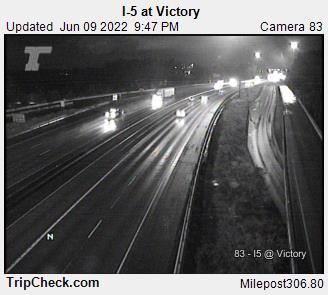 I-5 at Victory
Updated Jun 09 2022 9:47 PM Camera 83
T
N
83 - I5 @ Victory
TripCheck.com Milepost306.80